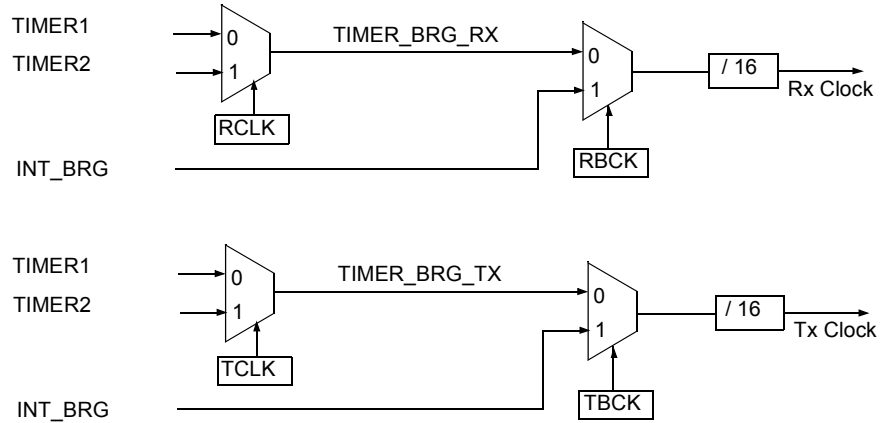 TIMER1
0
TIMER_BRG_RX
0
TIMER2
1
/ 16
1
Rx Clock
RCLK
RBCK
INT_BRG
TIMER1
0
TIMER_BRG_TX
0
TIMER2
1
/ 16
1
Tx Clock
TCLK
TBCK
INT_BRG